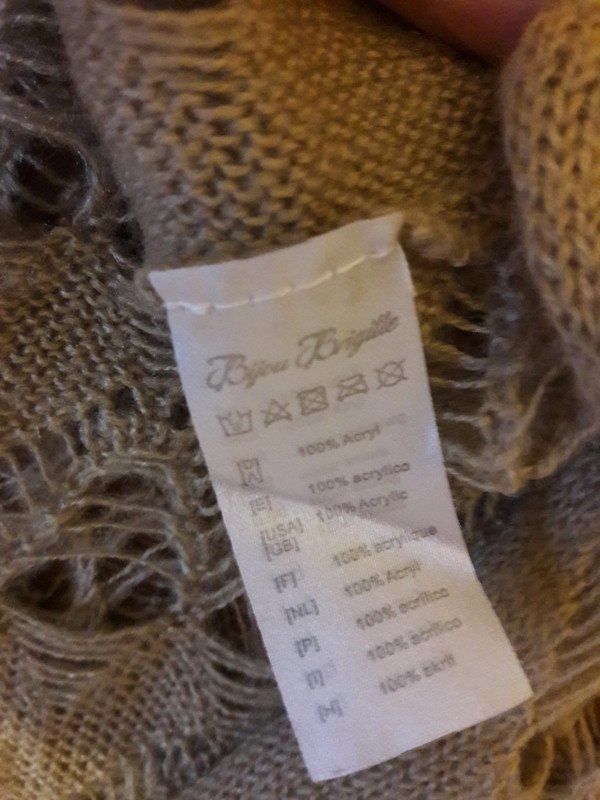 Bijou Brigitte
[D] 100% Acryl
[E] 100% acrylico
[USA] 100% Acrylic
[GB]
[F] 100% acrylique
[NL] 100% Acryl
[P] 100% acrílico
[I] 100% acrilico
[H] 100% akril